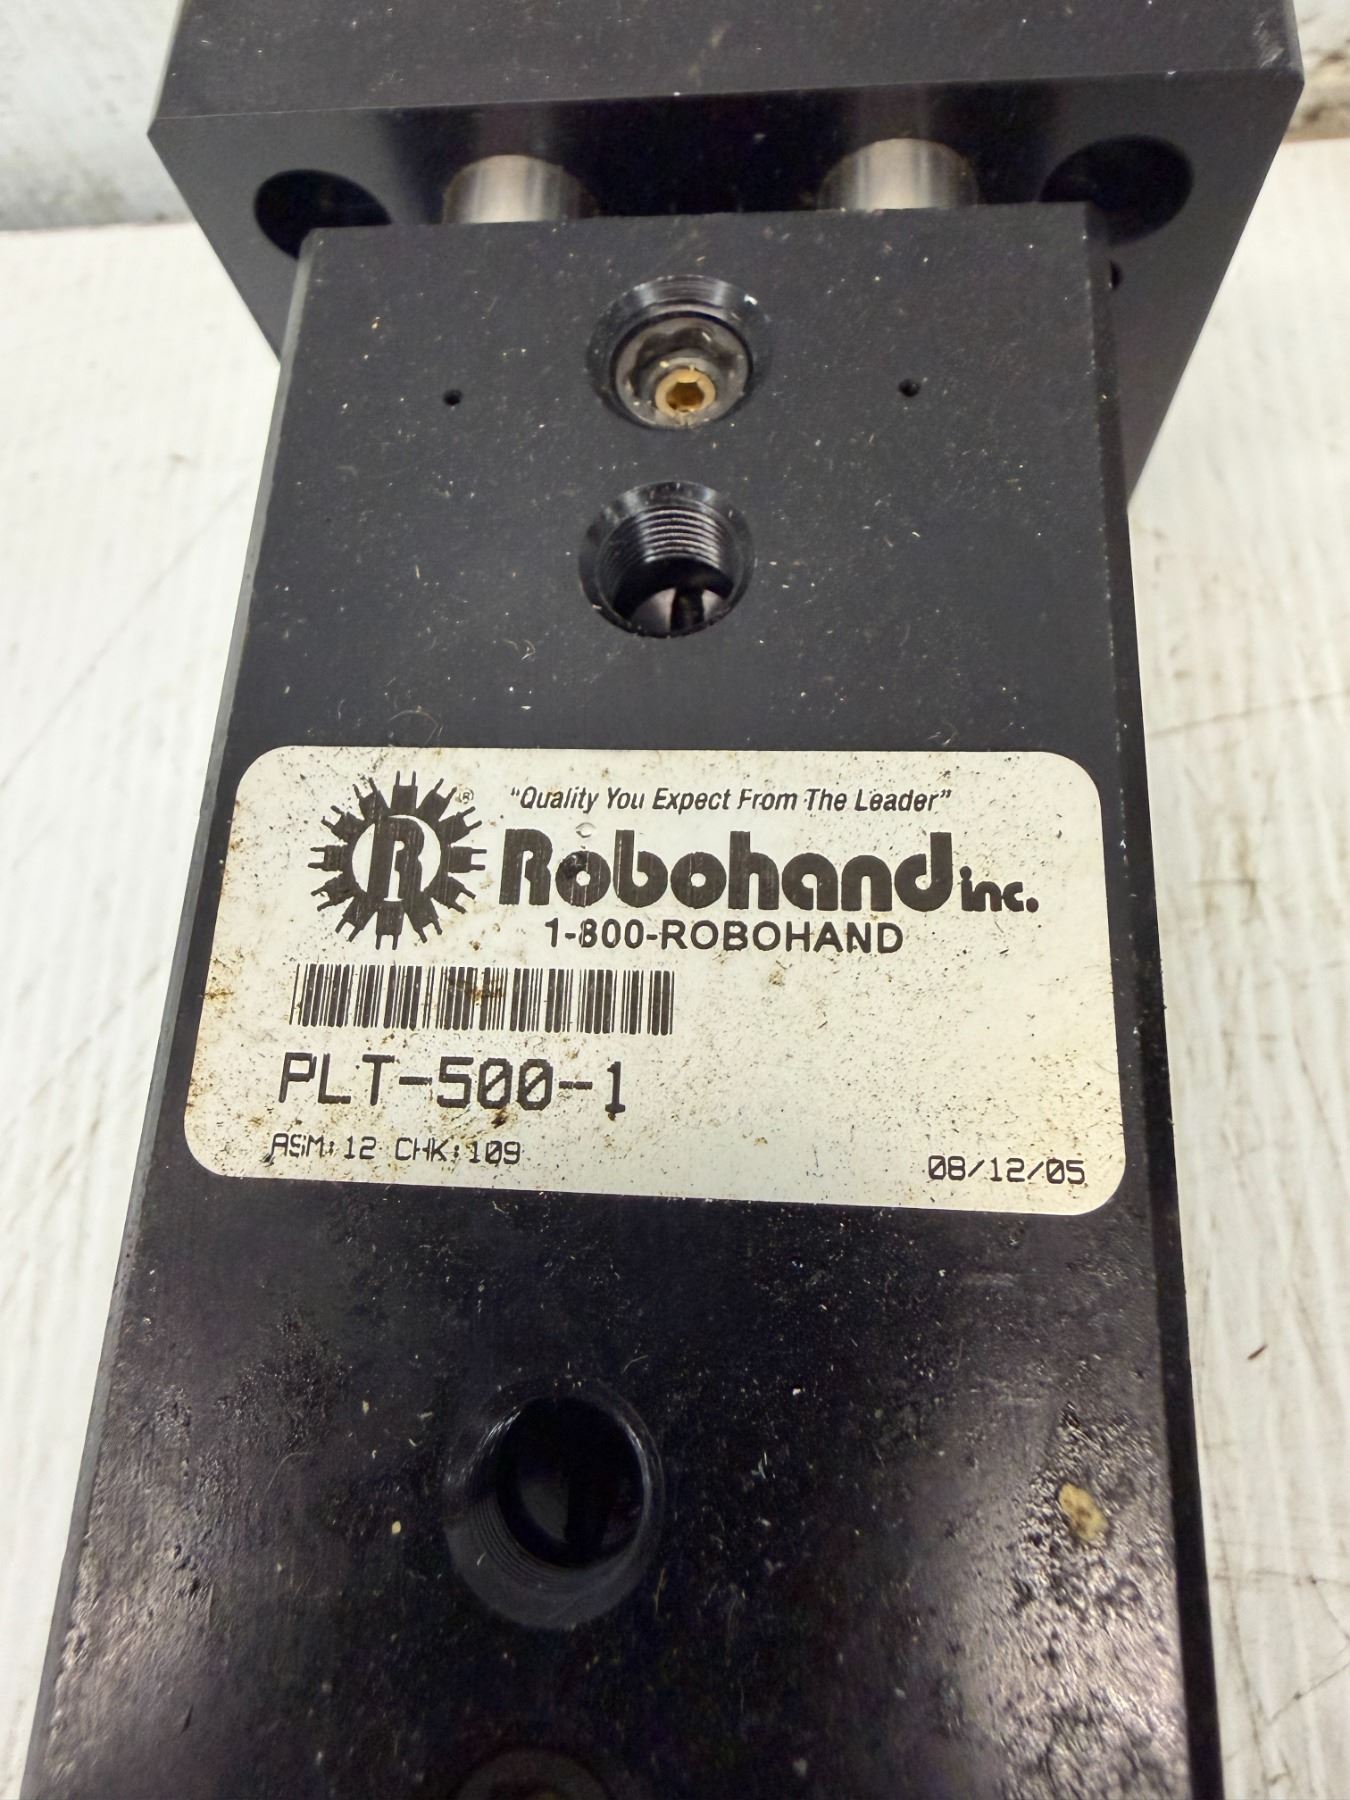 "Quality You Expect From The Leader"
R ®
Robohand inc.
1-800-ROBOHAND
PLT-500-1
ASM:12 CHK:109
08/12/05